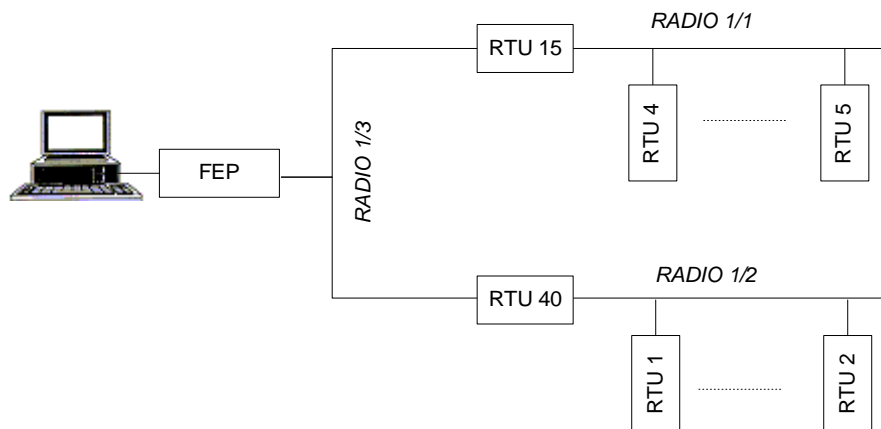 RADIO 1/1
RTU 15
RTU 4
RTU 5
FEP
RADIO 1/3
RADIO 1/2
RTU 40
RTU 1
RTU 2